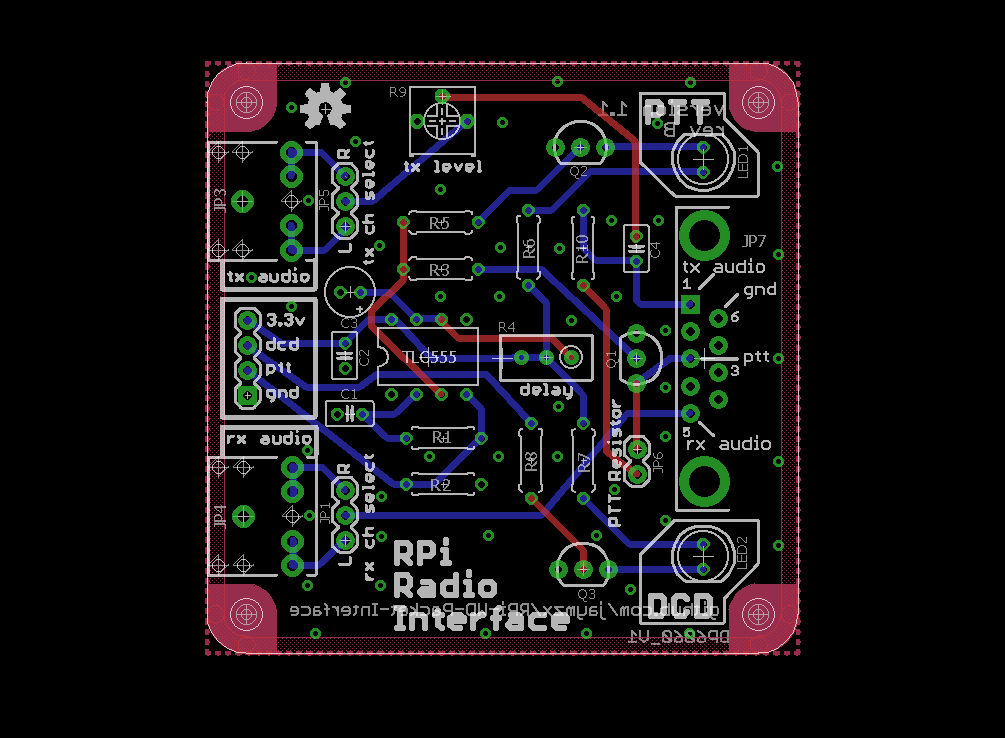 R9
tx level
version 1.1
rev B
PTT
LED1
Q2
R
JP5
tx ch select
L
JP3
tx audio
R5
R3
R6
R10
C4
JP7
tx audio
1
gnd
6
ptt
3
5
rx audio
3.3v
dcd
ptt
gnd
C3
+
C2
C1
TLC555
R4
delay
Q1
R1
R2
R8
R7
PTT Resistor
JP6
rx audio
R
JP1
rx ch select
L
JP4
RPi
Radio
Interface
Q3
LED2
DCD
github.com/jaymzx/RPi-UD-Packet-Interface
DP6060_V1